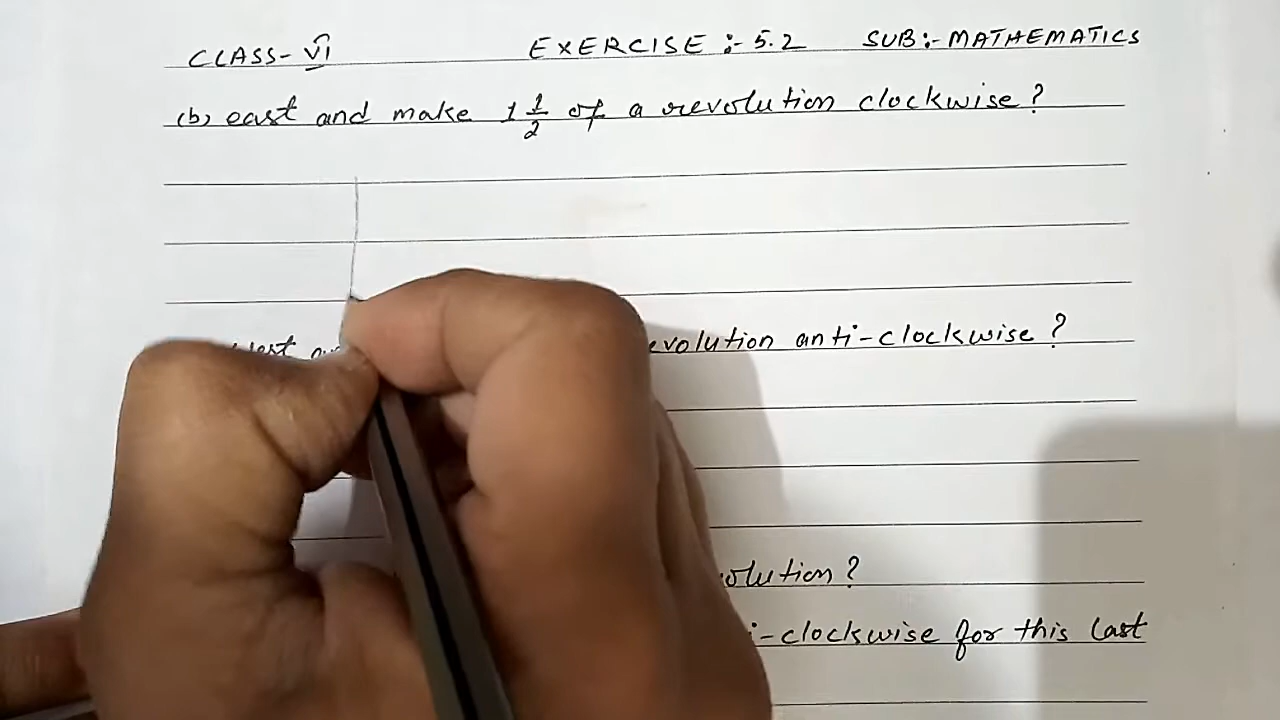 CLASS-VI EXERCISE :- 5.2 SUB:- MATHEMATICS
(b) east and make 1 1/2 of a revolution clockwise?
evolution anti-clockwise?
olution?
i-clockwise for this last